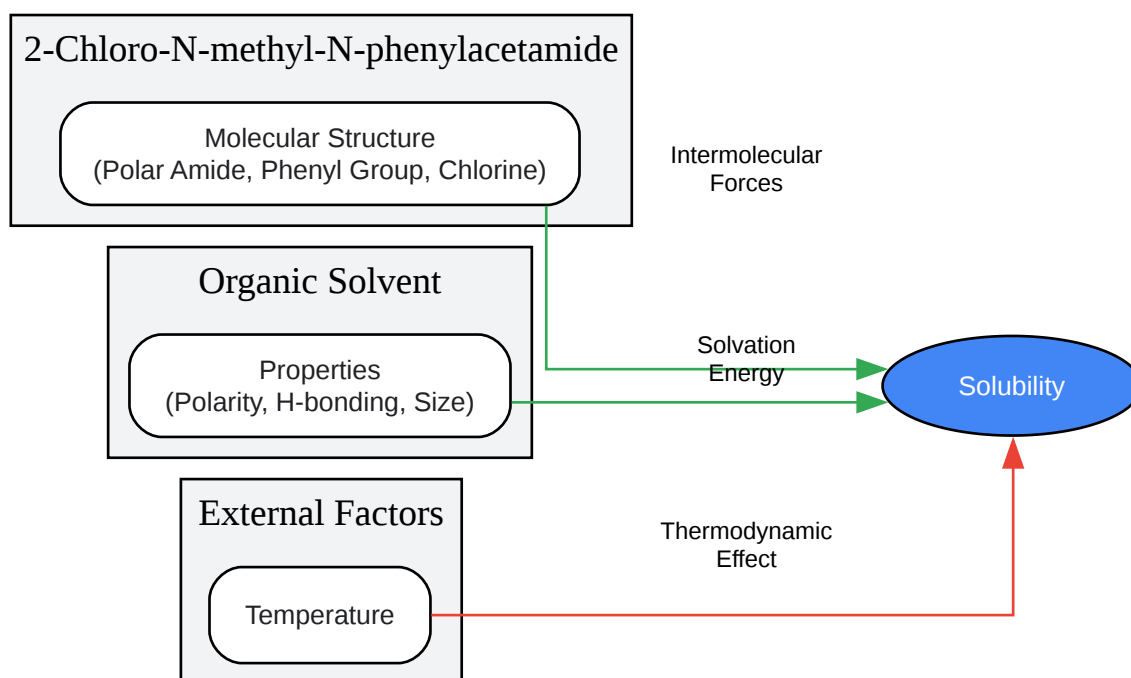 2-Chloro-N-methyl-N-phenylacetamide
Molecular Structure
(Polar Amide, Phenyl Group, Chlorine)
Intermolecular
Forces
Organic Solvent
Properties
(Polarity, H-bonding, Size)
Solvation
Energy
Solubility
External Factors
Temperature
Thermodynamic
Effect